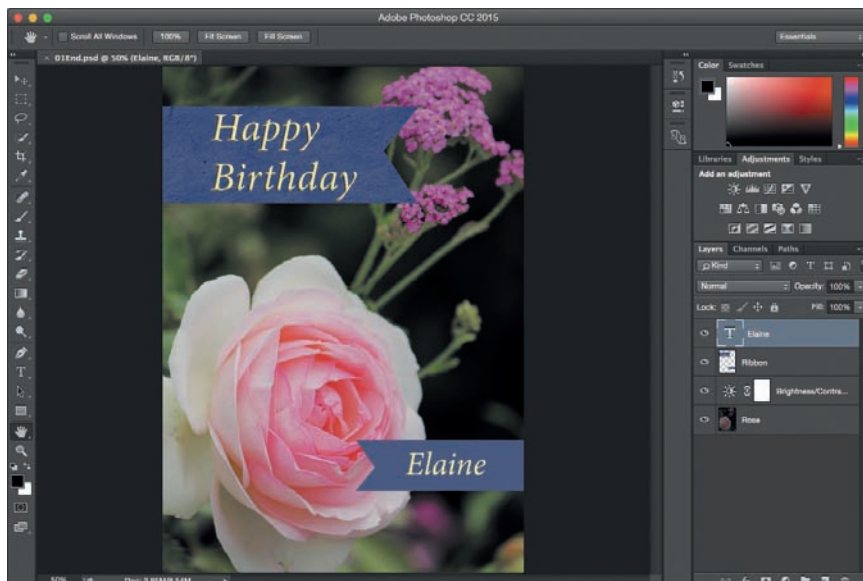 Adobe Photoshop CC 2015
Scroll All Windows 100% Fit Screen Fill Screen Essentials
× 01End.psd @ 50% (Elaine, RGB/8*)
Happy
Birthday
Elaine
Color Swatches
Libraries Adjustments Styles
Add an adjustment
Layers Channels Paths
Kind
Normal Opacity: 100%
Lock: Fill: 100%
T Elaine
Ribbon
Brightness/Contra...
Rose
50%